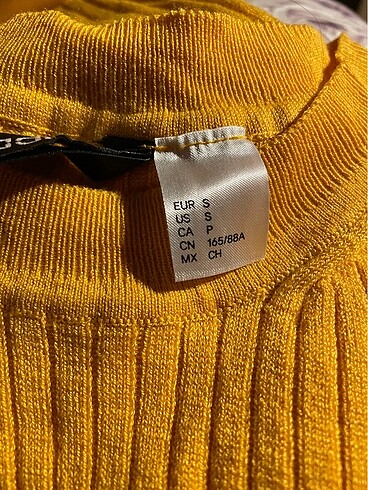 EUR S
US S
CA P
CN 165/88A
MX CH